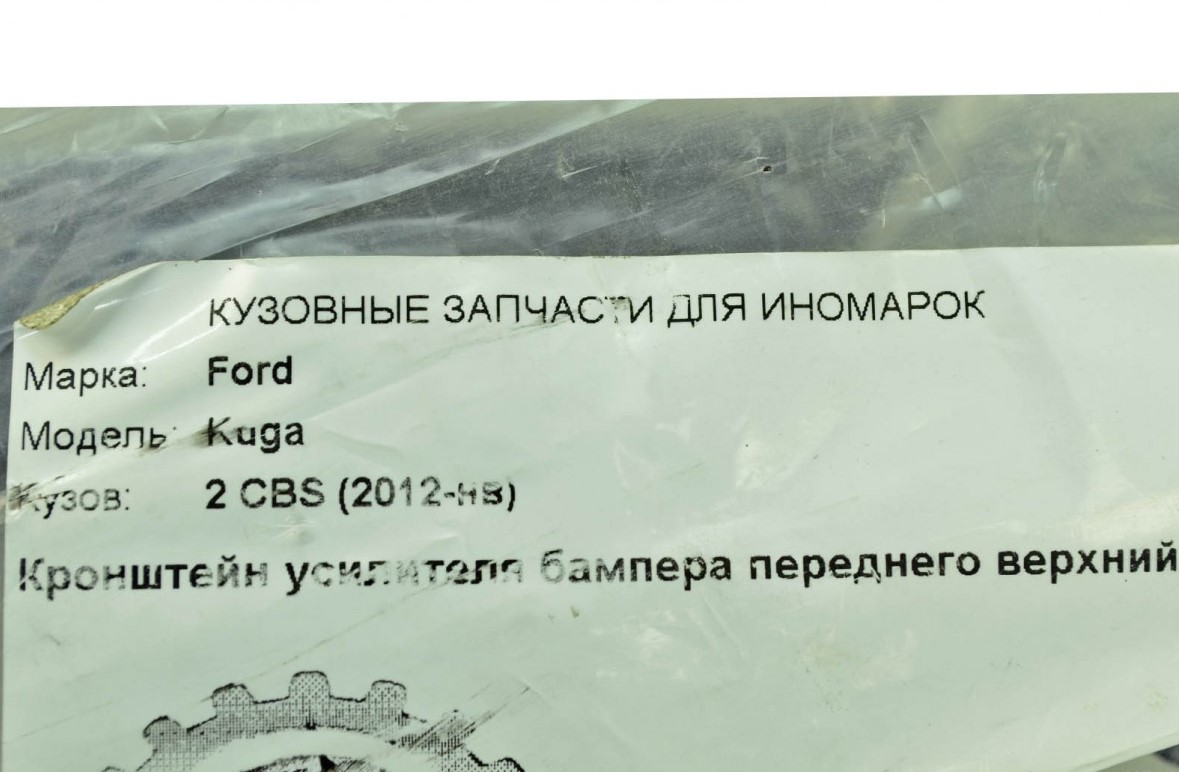 КУЗОВНЫЕ ЗАПЧАСТИ ДЛЯ ИНОМАРОК
Марка: Ford
Модель: Kuga
Кузов: 2 CBS (2012-нв)
Кронштейн усилителя бампера переднего верхний